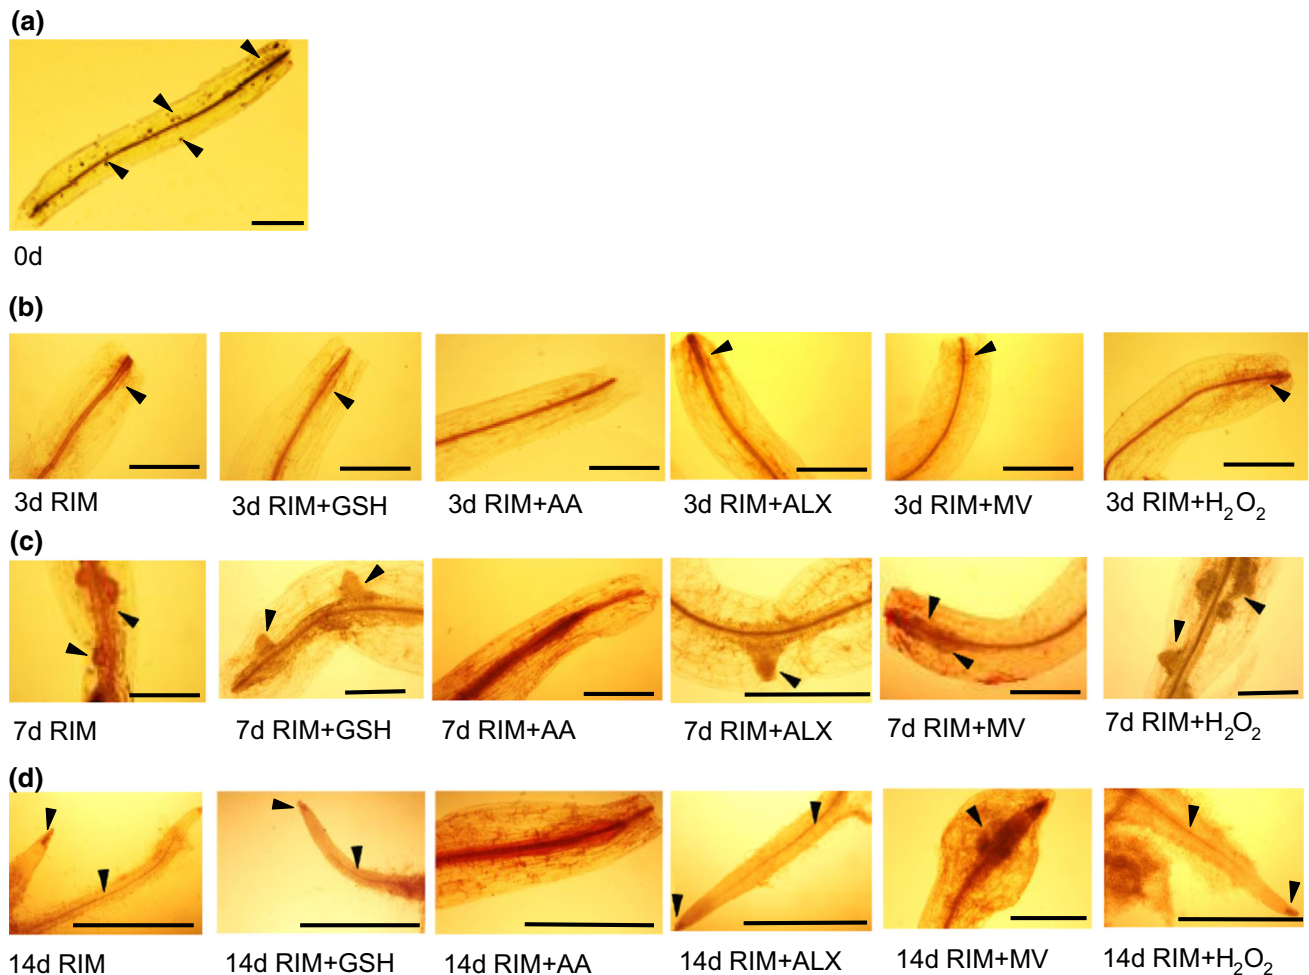 (a)
0d
(b)
3d RIM 3d RIM+GSH 3d RIM+AA 3d RIM+ALX 3d RIM+MV 3d RIM+H₂O₂
(c)
7d RIM 7d RIM+GSH 7d RIM+AA 7d RIM+ALX 7d RIM+MV 7d RIM+H₂O₂
(d)
14d RIM 14d RIM+GSH 14d RIM+AA 14d RIM+ALX 14d RIM+MV 14d RIM+H₂O₂